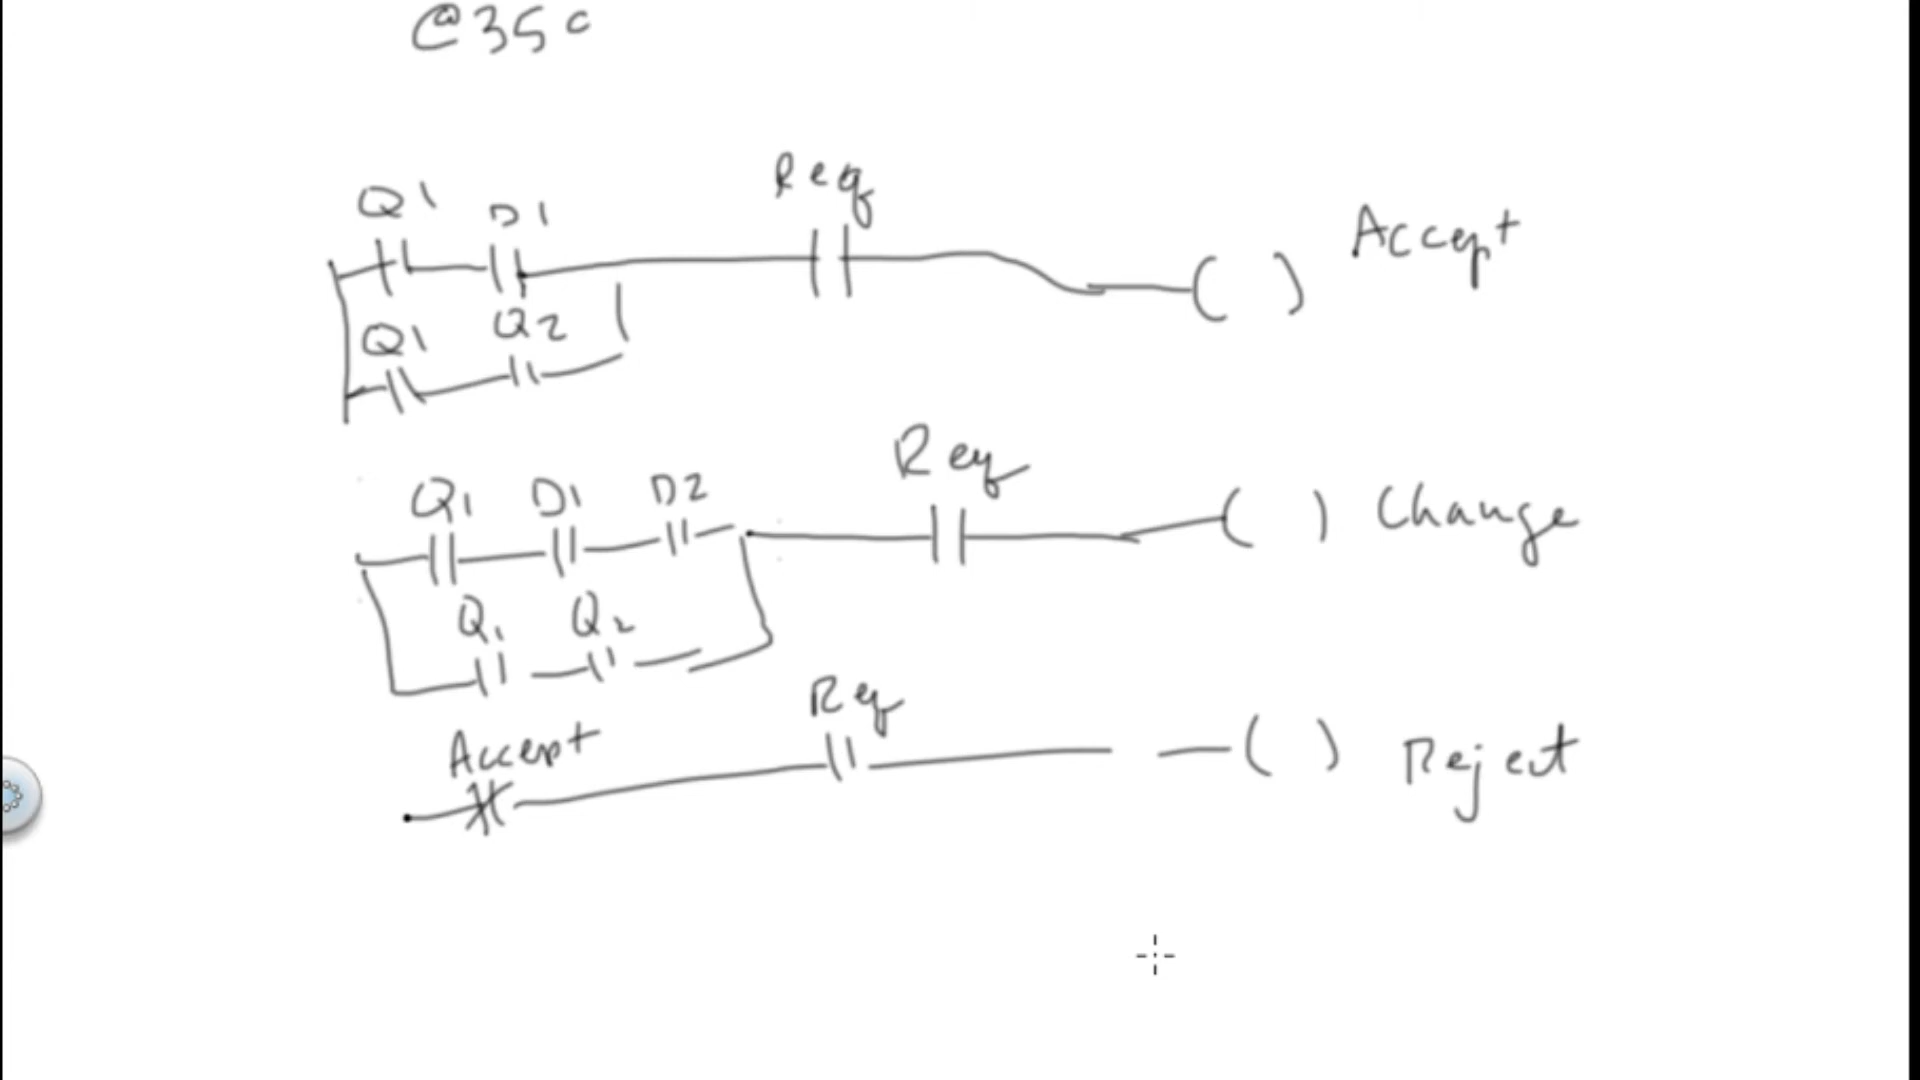 @35c
Q1 D1 Req Accept
Q1 Q2
Q1 D1 D2 Req Change
Q1 Q2
Accept Req Reject